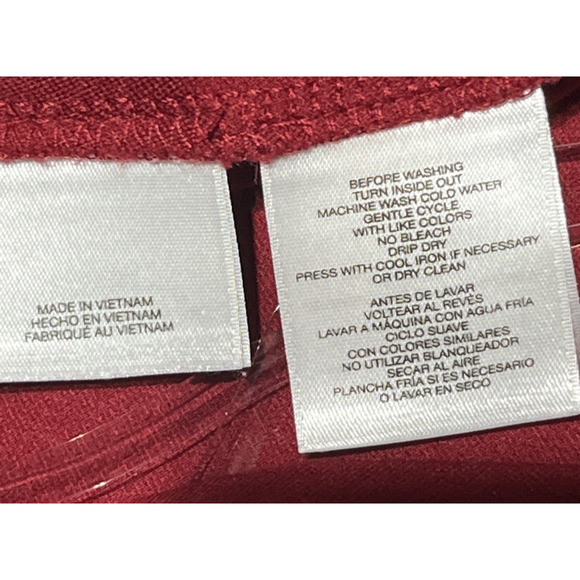 MADE IN VIETNAM
HECHO EN VIETNAM
FABRIQUÉ AU VIETNAM
BEFORE WASHING
TURN INSIDE OUT
MACHINE WASH COLD WATER
GENTLE CYCLE
WITH LIKE COLORS
NO BLEACH
DRIP DRY
PRESS WITH COOL IRON IF NECESSARY
OR DRY CLEAN
ANTES DE LAVAR
VOLTEAR AL REVÉS
LAVAR A MÁQUINA CON AGUA FRÍA
CICLO SUAVE
CON COLORES SIMILARES
NO UTILIZAR BLANQUEADOR
SECAR AL AIRE
PLANCHA FRÍA SI ES NECESARIO
O LAVAR EN SECO